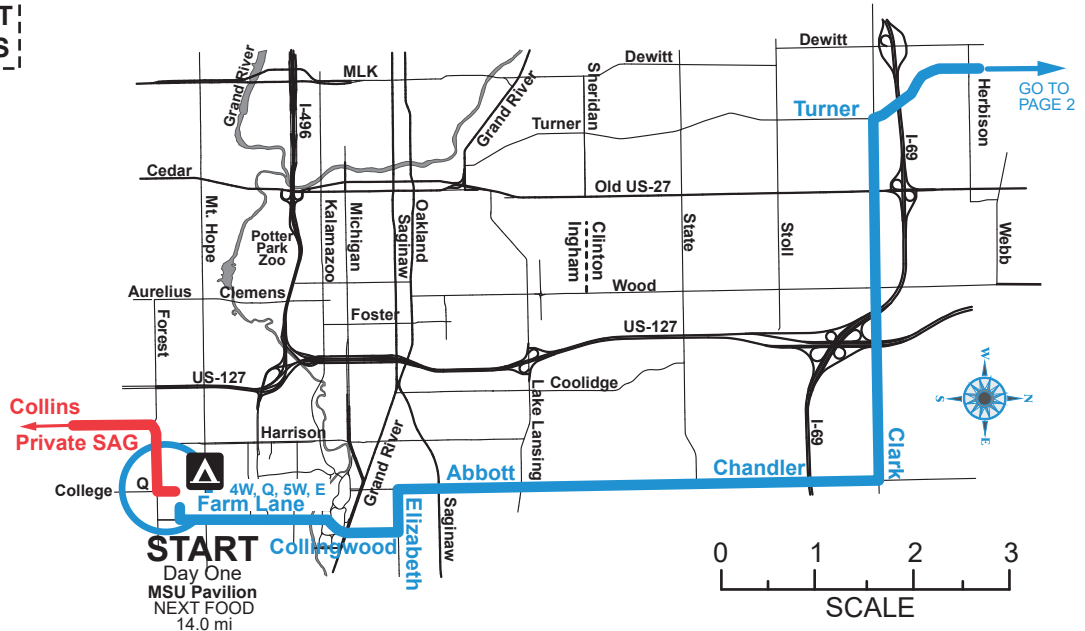 T
S
Dewitt
Dewitt
MLK
Grand River
I-496
Sheridan
Grand River
Turner
Turner
Herbison
GO TO
PAGE 2
I-69
Cedar
Old US-27
Mt. Hope
Potter
Park
Zoo
Kalamazoo
Michigan
Saginaw
Oakland
Clinton
Ingham
State
Stoll
Webb
Aurelius
Clemens
Wood
Forest
Foster
US-127
US-127
Coolidge
Lake Lansing
W
S
N
E
Collins
Private SAG
Harrison
Grand River
I-69
Clark
College
Q
4W, Q, 5W, E
Farm Lane
Abbott
Chandler
Saginaw
Elizabeth
Collingwood
START
Day One
MSU Pavilion
NEXT FOOD
14.0 mi
0 1 2 3
SCALE